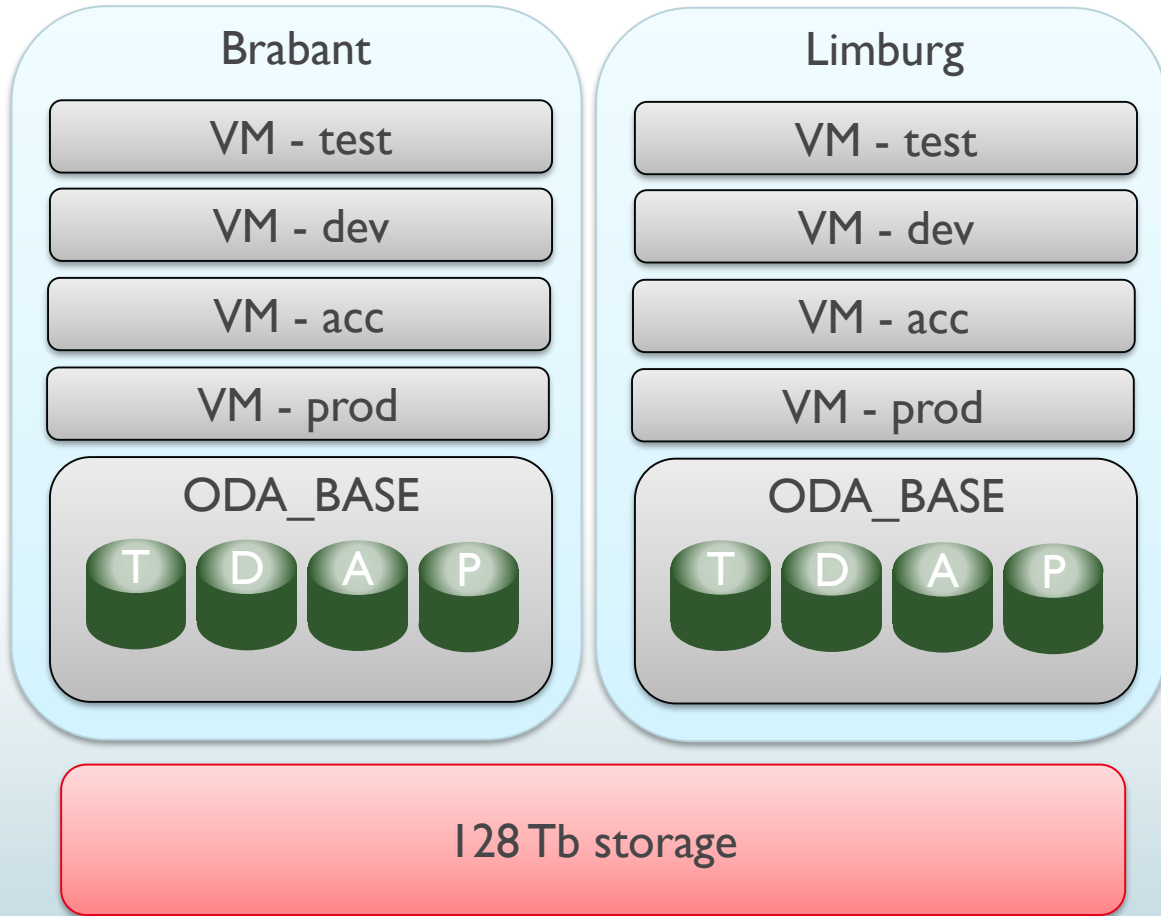 Brabant
VM - test
VM - dev
VM - acc
VM - prod
ODA_BASE
T D A P
Limburg
VM - test
VM - dev
VM - acc
VM - prod
ODA_BASE
T D A P
128 Tb storage